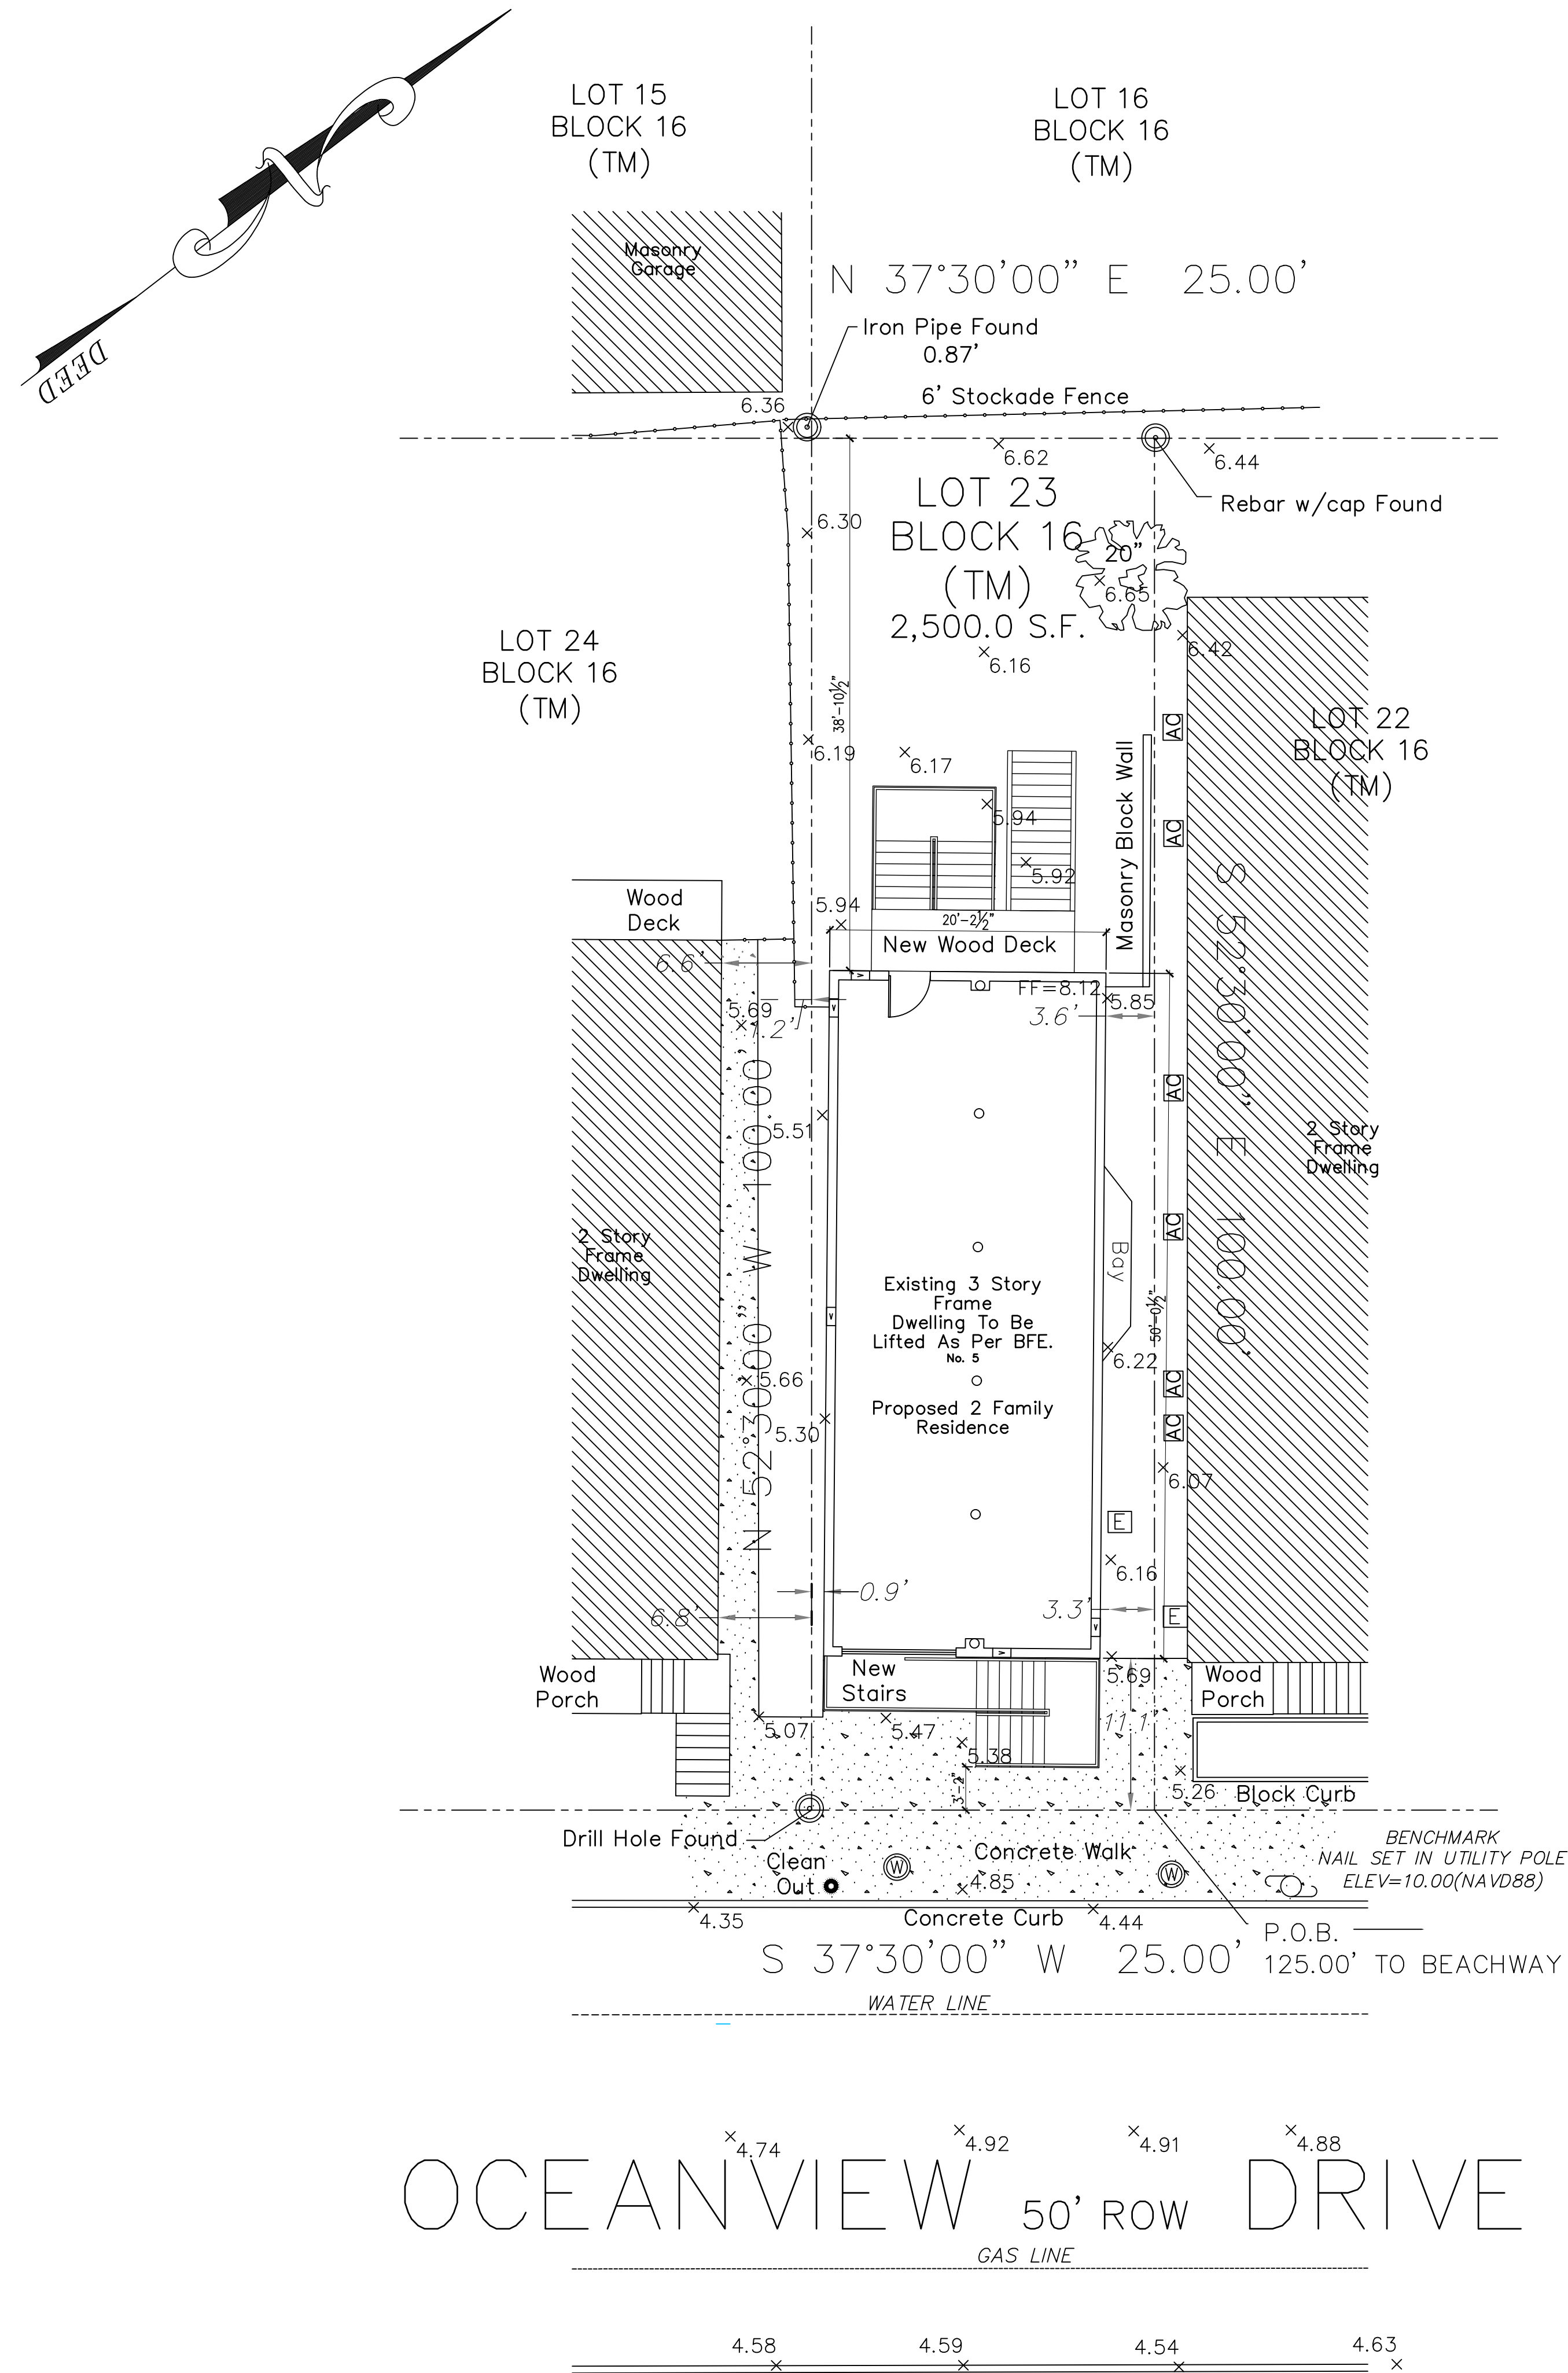 LOT 15
BLOCK 16
(TM)
LOT 16
BLOCK 16
(TM)
DEED
Masonry
Garage
N 37°30'00" E 25.00'
Iron Pipe Found
0.87'
6' Stockade Fence
6.36
6.62
6.44
Rebar w/cap Found
LOT 23
BLOCK 16
(TM)
2,500.0 S.F.
6.30
20"
6.65
6.42
6.16
LOT 24
BLOCK 16
(TM)
38'-10½"
LOT 22
BLOCK 16
(TM)
AC
AC
6.19
6.17
5.94
5.92
Masonry Block Wall
Wood
Deck
5.94
20'-2½"
New Wood Deck
6.6'
FF=8.12
5.85
3.6'
5.69
1.2'
S 52°30'00" E 100.00'
N 52°30'00" W 100.00'
AC
5.51
2 Story
Frame
Dwelling
2 Story
Frame
Dwelling
AC
Bay
Existing 3 Story
Frame
Dwelling To Be
Lifted As Per BFE.
No. 5
50'-0½"
6.22
5.66
AC
Proposed 2 Family
Residence
AC
5.30
6.07
E
6.16
0.9'
6.8'
3.3'
E
Wood
Porch
New
Stairs
5.69
Wood
Porch
5.07
5.47
11.1'
5.38
3'-2"
5.26
Block Curb
Drill Hole Found
Clean
Out
W
Concrete Walk
W
4.85
BENCHMARK
NAIL SET IN UTILITY POLE
ELEV=10.00(NAVD88)
4.35
Concrete Curb
4.44
P.O.B.
125.00' TO BEACHWAY
S 37°30'00" W 25.00'
WATER LINE
4.74
4.92
4.91
4.88
OCEANVIEW 50' ROW DRIVE
GAS LINE
4.58
4.59
4.54
4.63